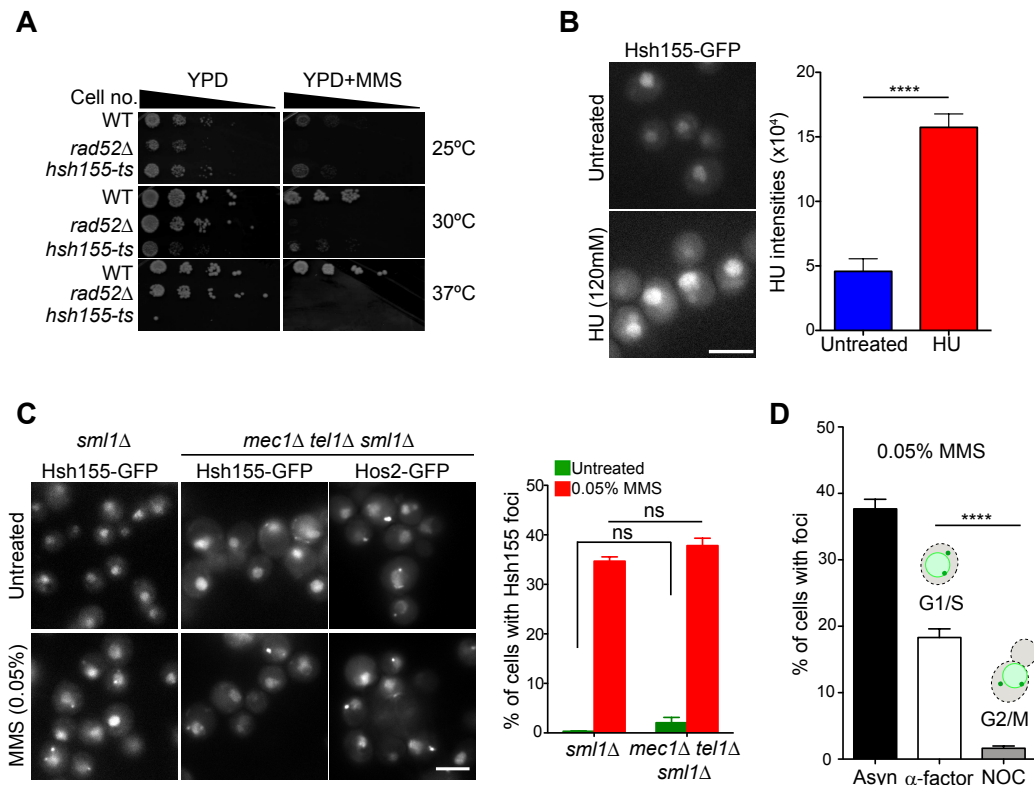 A
YPD
YPD+MMS
Cell no.
WT
rad52Δ
hsh155-ts
25ºC
WT
rad52Δ
hsh155-ts
30ºC
WT
rad52Δ
hsh155-ts
37ºC
B
Hsh155-GFP
Untreated
HU (120mM)
HU intensities (x10⁴)
20
15
10
5
0
****
Untreated
HU
C
sml1Δ
mec1Δ tel1Δ sml1Δ
Hsh155-GFP
Hsh155-GFP
Hos2-GFP
Untreated
MMS (0.05%)
Untreated
0.05% MMS
% of cells with Hsh155 foci
50
40
30
20
10
0
ns
ns
sml1Δ
mec1Δ tel1Δ
sml1Δ
D
0.05% MMS
% of cells with foci
50
40
30
20
10
0
****
G1/S
G2/M
Asyn
α-factor
NOC